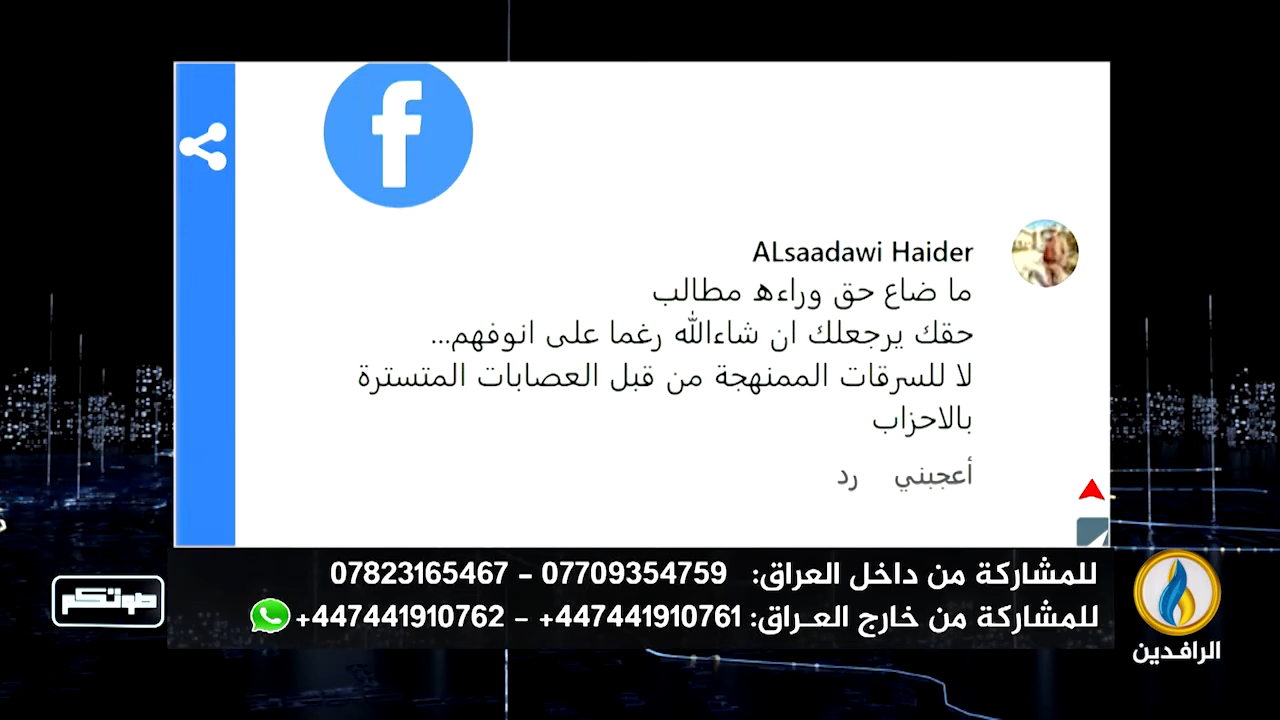 f
ALsaadawi Haider
ما ضاع حق وراءه مطالب
حقك يرجعلك ان شاءالله رغما على انوفهم...
لا للسرقات الممنهجة من قبل العصابات المتسترة
بالاحزاب
أعجبني رد
للمشاركة من داخل العراق: 07709354759 - 07823165467
للمشاركة من خارج العـراق: 447441910761+ - 447441910762+
صوتكم
الرافدين